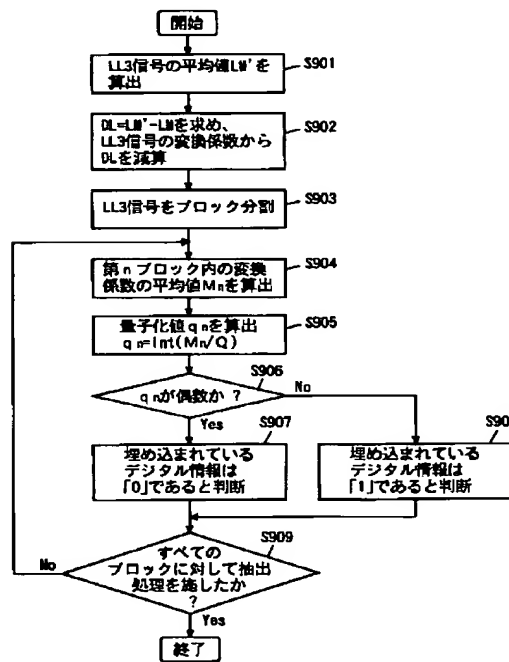 開始
LL3信号の平均値LM'を
算出
S901
DL=LM'-LMを求め、
LL3信号の変換係数から
DLを減算
S902
LL3信号をブロック分割
S903
第nブロック内の変換
係数の平均値Mnを算出
S904
量子化値qnを算出
qn=int(Mn/Q)
S905
qnが偶数か ?
S906
No
Yes
S907
埋め込まれている
デジタル情報は
「0」であると判断
S90
埋め込まれている
デジタル情報は
「1」であると判断
S909
すべての
ブロックに対して抽出
処理を施したか
?
No
Yes
終了